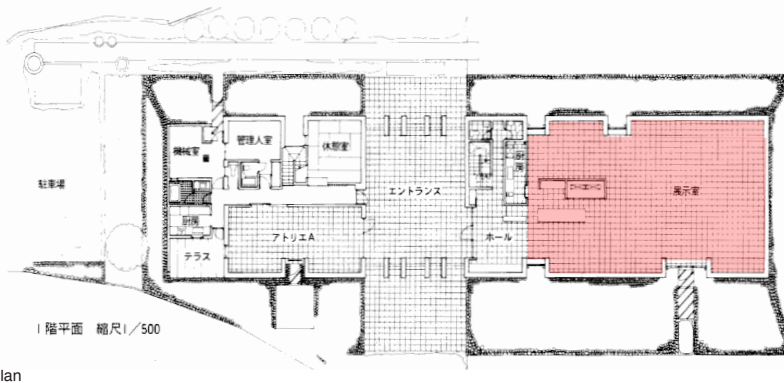 機械室
管理人室
休憩室
厨房
駐車場
エントランス
展示室
厨房
アトリエA
ホール
テラス
1階平面 縮尺1/500
lan